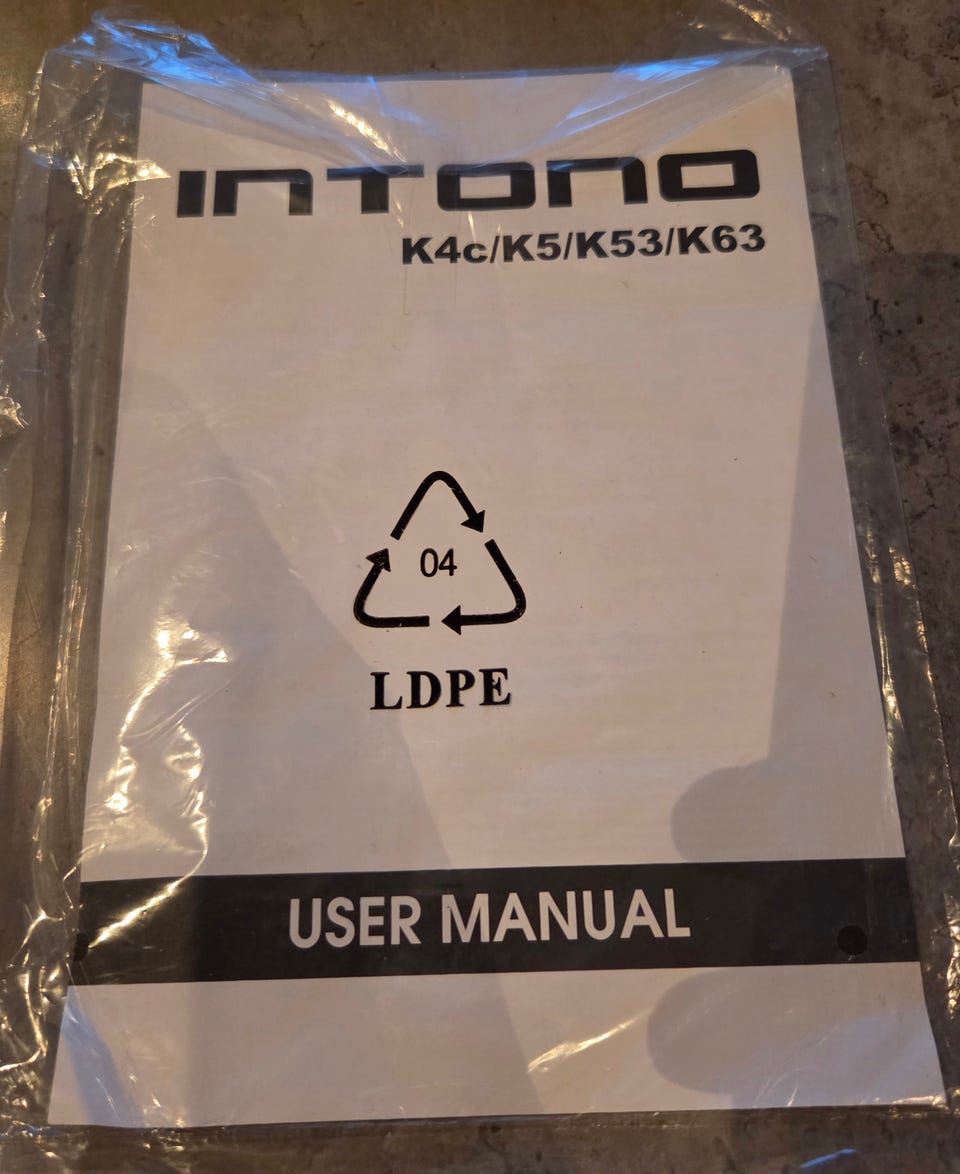 INTONO
K4c/K5/K53/K63
04
LDPE
USER MANUAL